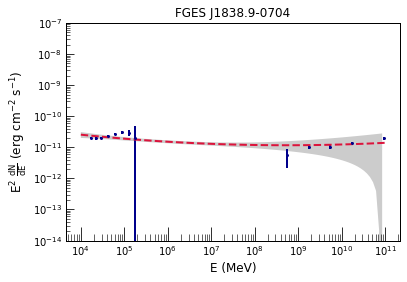 FGES J1838.9-0704
E² dN/dE (erg cm⁻² s⁻¹)
10⁻⁷
10⁻⁸
10⁻⁹
10⁻¹⁰
10⁻¹¹
10⁻¹²
10⁻¹³
10⁻¹⁴
10⁴ 10⁵ 10⁶ 10⁷ 10⁸ 10⁹ 10¹⁰ 10¹¹
E (MeV)